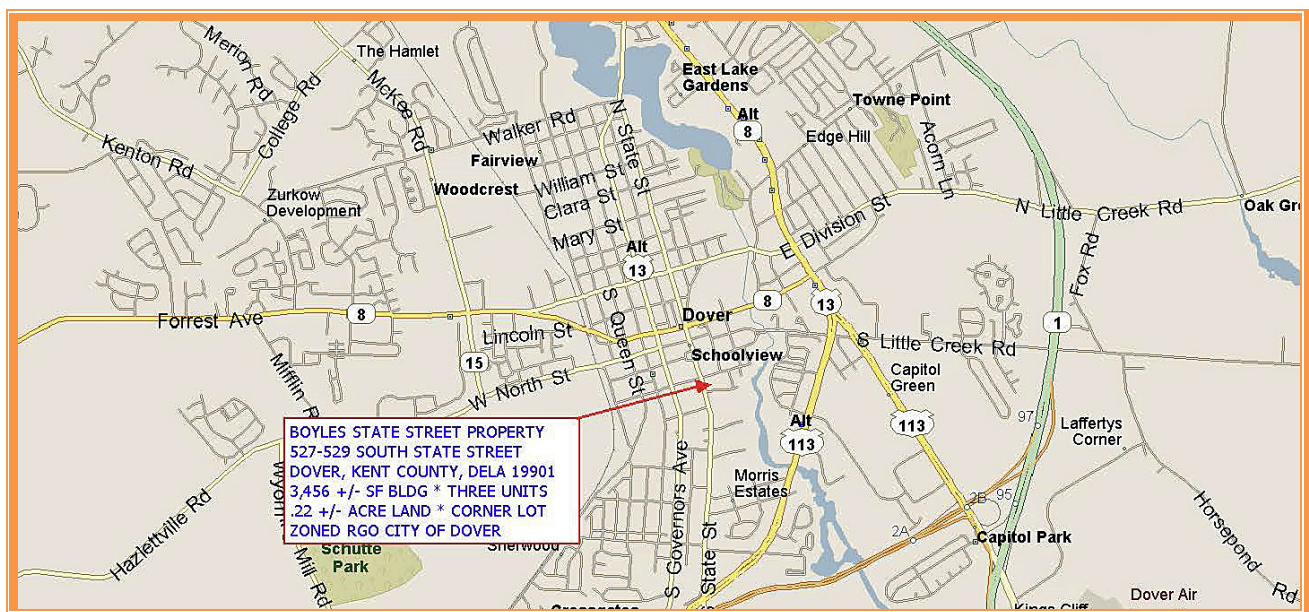 Merion Rd
The Hamlet
College Rd
McKee Rd
Kenton Rd
Walker Rd
N State St
East Lake
Gardens
Alt
8
Towne Point
Edge Hill
Acorn Ln
Fairview
Woodcrest
William St
Clara St
Mary St
Zurkow
Development
Alt
13
E Division St
N Little Creek Rd
Fox Rd
Forrest Ave
8
Lincoln St
S Queen St
Dover
8
13
1
Schoolview
S Little Creek Rd
15
W North St
Mifflin Rd
Capitol
Green
113
Alt
113
97
Laffertys
Corner
BOYLES STATE STREET PROPERTY
527-529 SOUTH STATE STREET
DOVER, KENT COUNTY, DELA 19901
3,456 +/- SF BLDG * THREE UNITS
.22 +/- ACRE LAND * CORNER LOT
ZONED RGO CITY OF DOVER
Morris
Estates
S Governors Ave
State St
2B
95
2A
Capitol Park
Horsepond Rd
Hazlettville Rd
Mill Rd
Schutte
Park
Dover Air